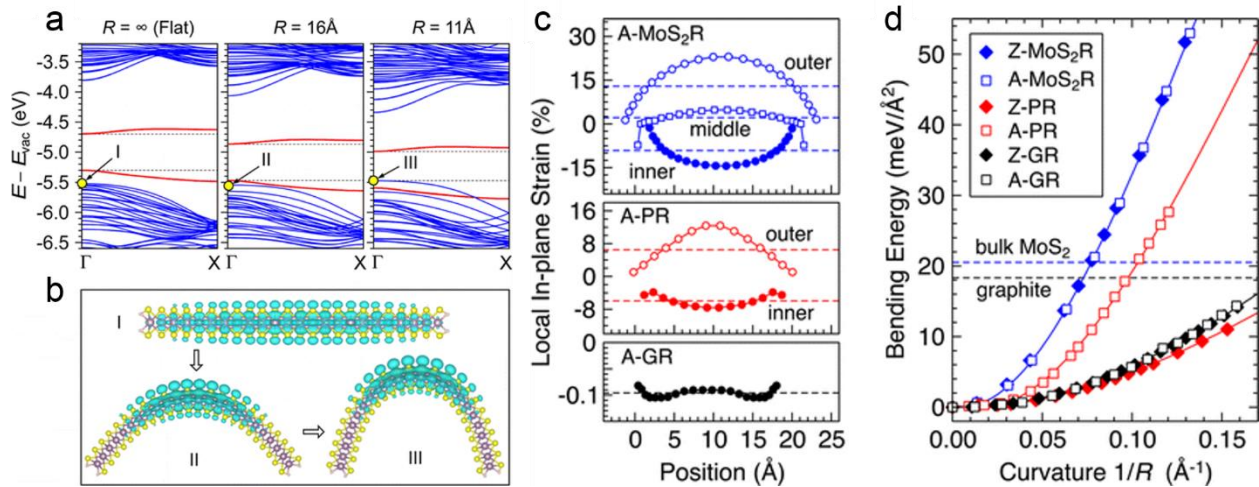 a
R = ∞ (Flat) R = 16Å R = 11Å
E − Evac (eV)
-3.5
-4.0
-4.5
-5.0
-5.5
-6.0
-6.5
I
II
III
Γ X Γ X Γ X
b
I
II
III
c
Local In-plane Strain (%)
A-MoS₂R
30
15
0
-15
outer
middle
inner
A-PR
16
8
0
-8
outer
inner
A-GR
0
-0.1
0 5 10 15 20 25
Position (Å)
d
Bending Energy (meV/Å²)
50
40
30
20
10
0
Z-MoS₂R
A-MoS₂R
Z-PR
A-PR
Z-GR
A-GR
bulk MoS₂
graphite
0.00 0.05 0.10 0.15
Curvature 1/R (Å⁻¹)